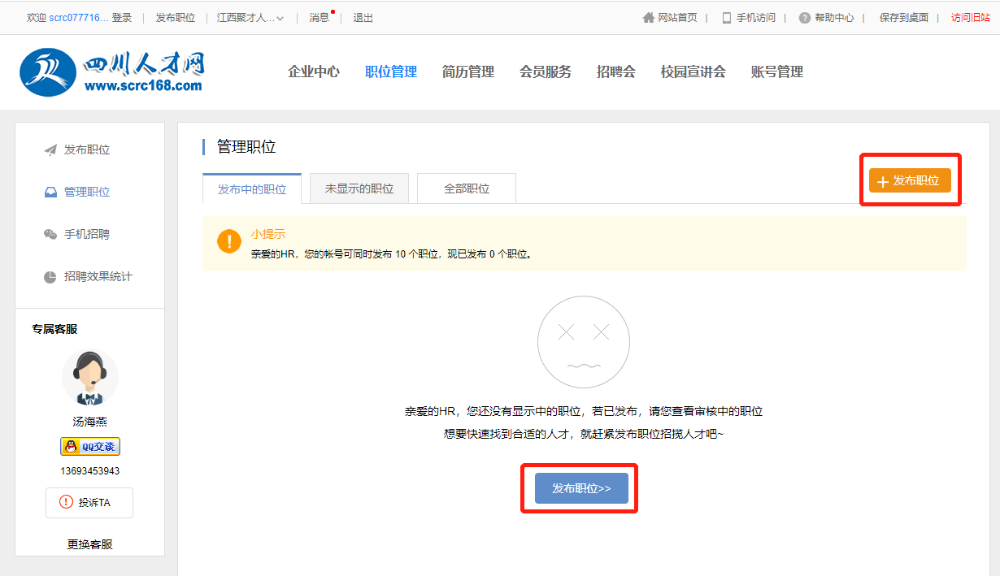 欢迎 scrc077716... 登录 发布职位 江西聚才人... 消息 退出 网站首页 手机访问 帮助中心 保存到桌面 访问旧站
四川人才网
www.scrc168.com
企业中心 职位管理 简历管理 会员服务 招聘会 校园宣讲会 账号管理
发布职位
管理职位
手机招聘
招聘效果统计
专属客服
汤海燕
QQ交谈
13693453943
投诉TA
更换客服
管理职位
发布中的职位 未显示的职位 全部职位
+ 发布职位
小提示
亲爱的HR，您的帐号可同时发布 10 个职位，现已发布 0 个职位。
亲爱的HR，您还没有显示中的职位，若已发布，请您查看审核中的职位
想要快速找到合适的人才，就赶紧发布职位招揽人才吧~
发布职位>>